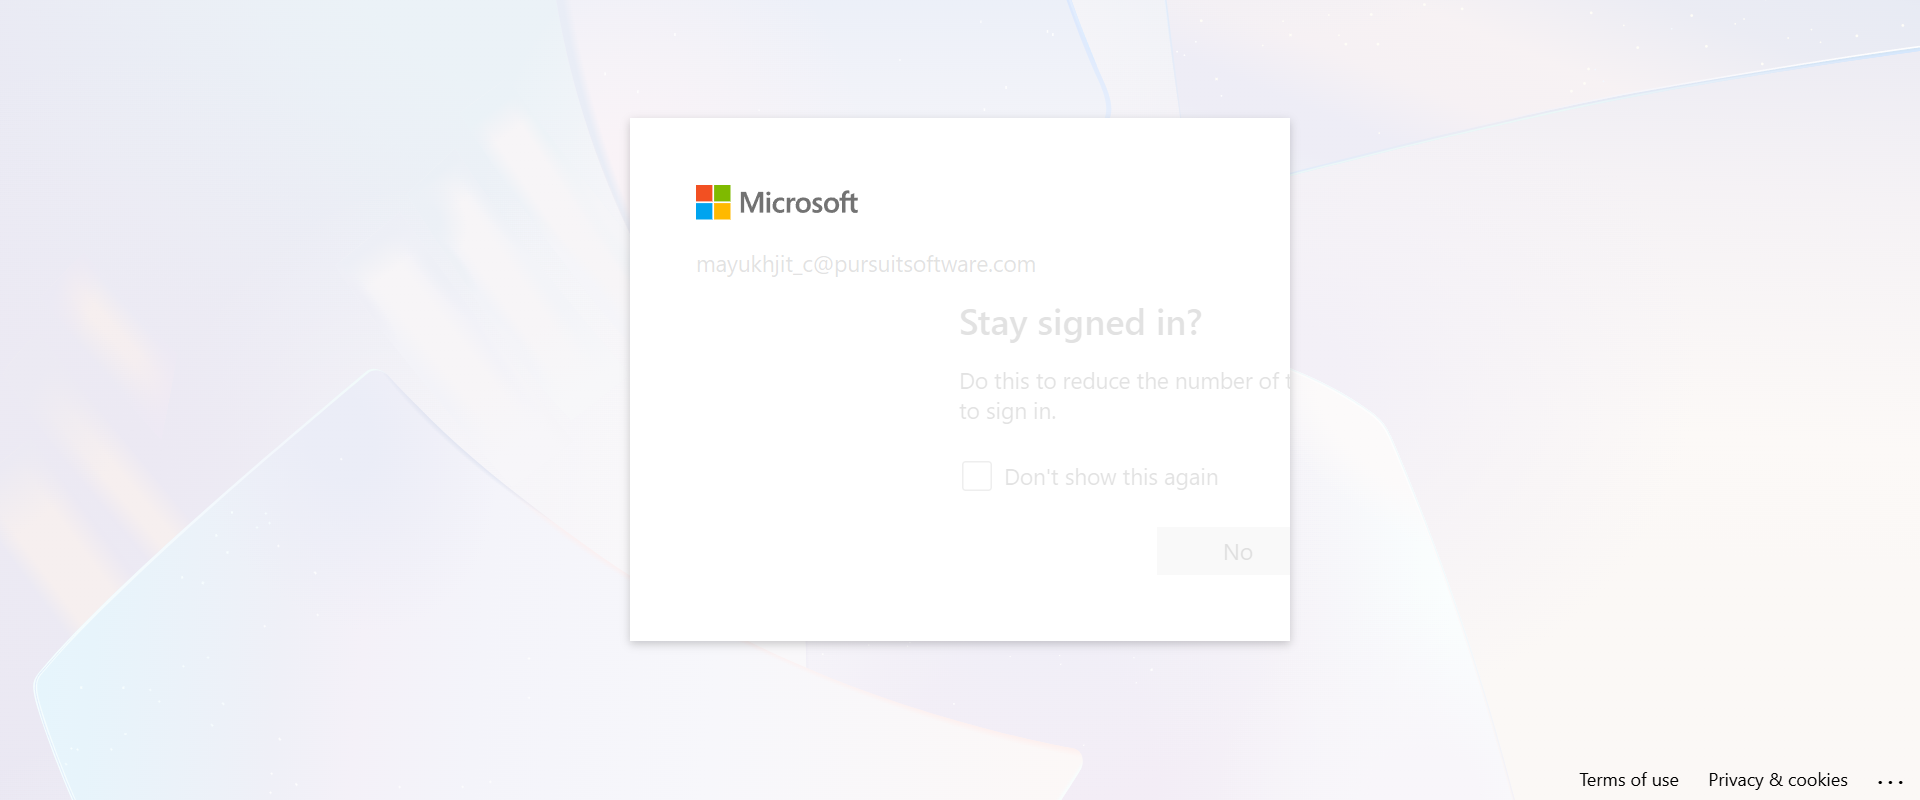 Microsoft
mayukhjit_c@pursuitsoftware.com
Stay signed in?
Do this to reduce the number of
to sign in.
Don't show this again
No
Terms of use
Privacy & cookies
...